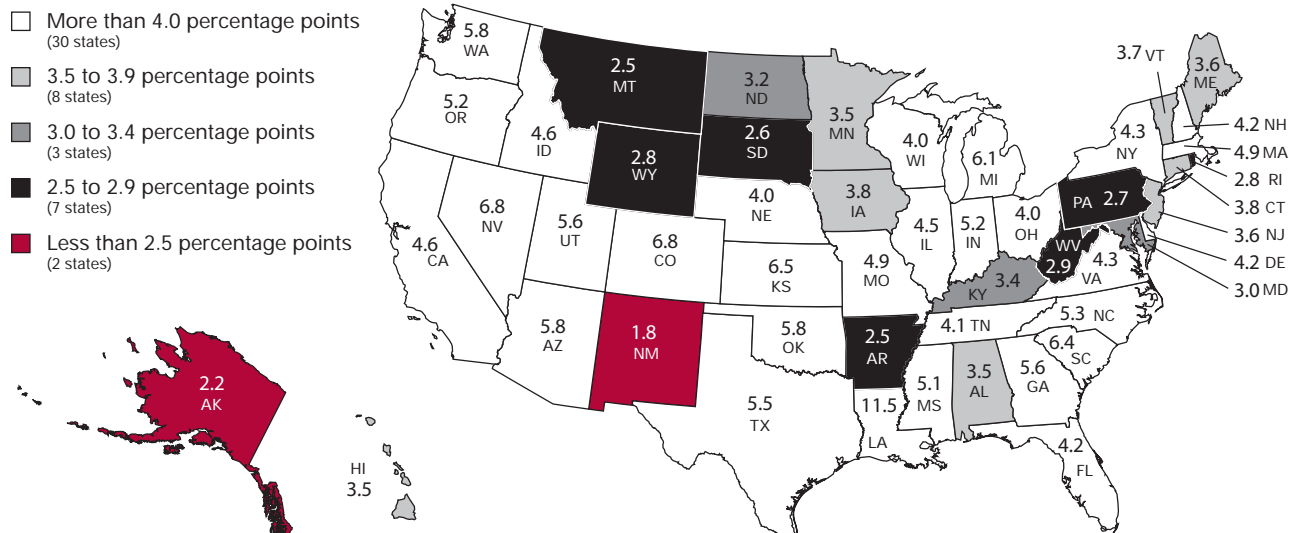 More than 4.0 percentage points
(30 states)
3.5 to 3.9 percentage points
(8 states)
3.0 to 3.4 percentage points
(3 states)
2.5 to 2.9 percentage points
(7 states)
Less than 2.5 percentage points
(2 states)
5.8
WA
5.2
OR
4.6
CA
6.8
NV
4.6
ID
2.5
MT
2.8
WY
5.6
UT
6.8
CO
5.8
AZ
1.8
NM
3.2
ND
2.6
SD
4.0
NE
6.5
KS
5.8
OK
5.5
TX
3.5
MN
3.8
IA
4.9
MO
2.5
AR
11.5
LA
4.0
WI
4.5
IL
6.1
MI
5.2
IN
4.0
OH
KY 3.4
4.1 TN
5.1
MS
3.5
AL
5.6
GA
4.2
FL
6.4
SC
5.3 NC
4.3
VA
WV
2.9
PA 2.7
4.3
NY
3.7 VT
3.6
ME
4.2 NH
4.9 MA
2.8 RI
3.8 CT
3.6 NJ
4.2 DE
3.0 MD
2.2
AK
HI
3.5